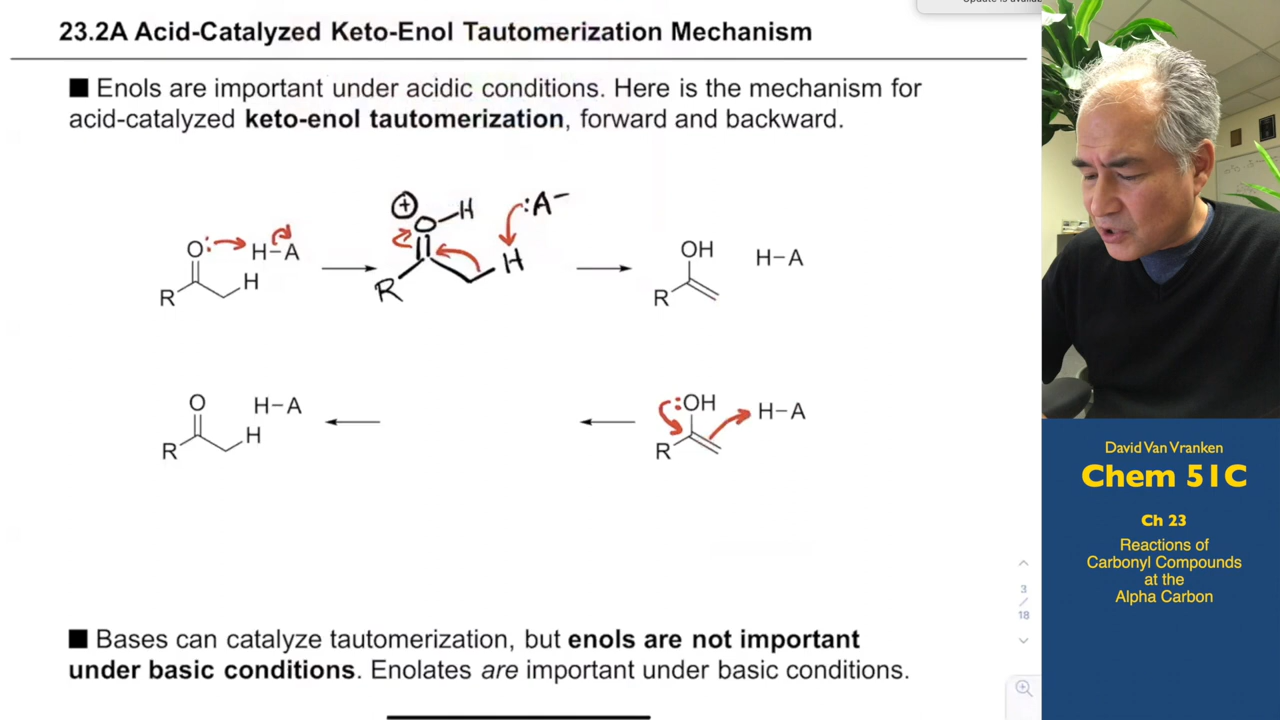 23.2A Acid-Catalyzed Keto-Enol Tautomerization Mechanism
■ Enols are important under acidic conditions. Here is the mechanism for
acid-catalyzed keto-enol tautomerization, forward and backward.
O: H-A
H
R
+
O-H
:A-
H
R
OH
R
H-A
O
H-A
H
R
:OH
H-A
R
■ Bases can catalyze tautomerization, but enols are not important
under basic conditions. Enolates are important under basic conditions.
3
/
18
David Van Vranken
Chem 51C
Ch 23
Reactions of
Carbonyl Compounds
at the
Alpha Carbon